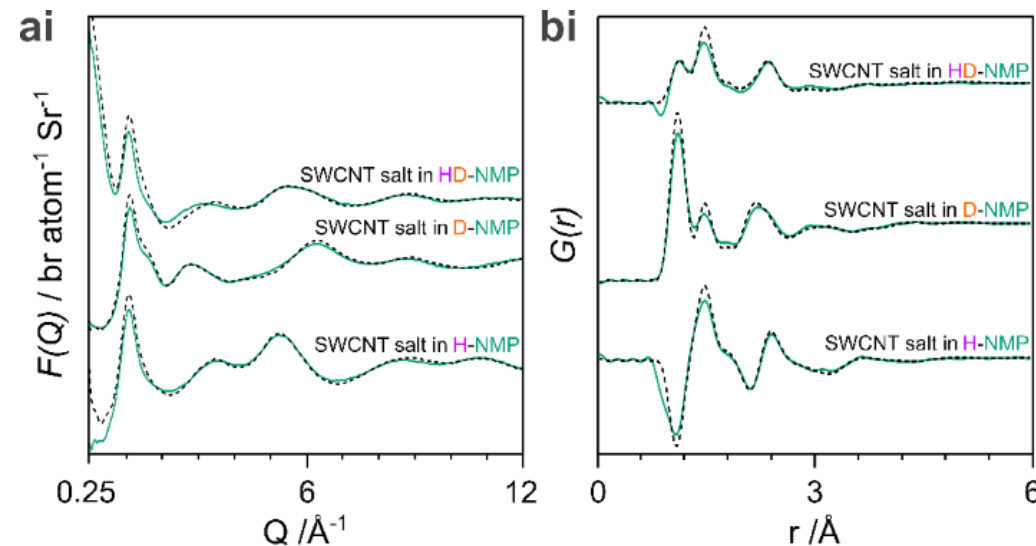 ai
F(Q) / br atom⁻¹ Sr⁻¹
SWCNT salt in HD-NMP
SWCNT salt in D-NMP
SWCNT salt in H-NMP
0.25 6 12
Q /Å⁻¹
bi
G(r)
SWCNT salt in HD-NMP
SWCNT salt in D-NMP
SWCNT salt in H-NMP
0 3 6
r /Å